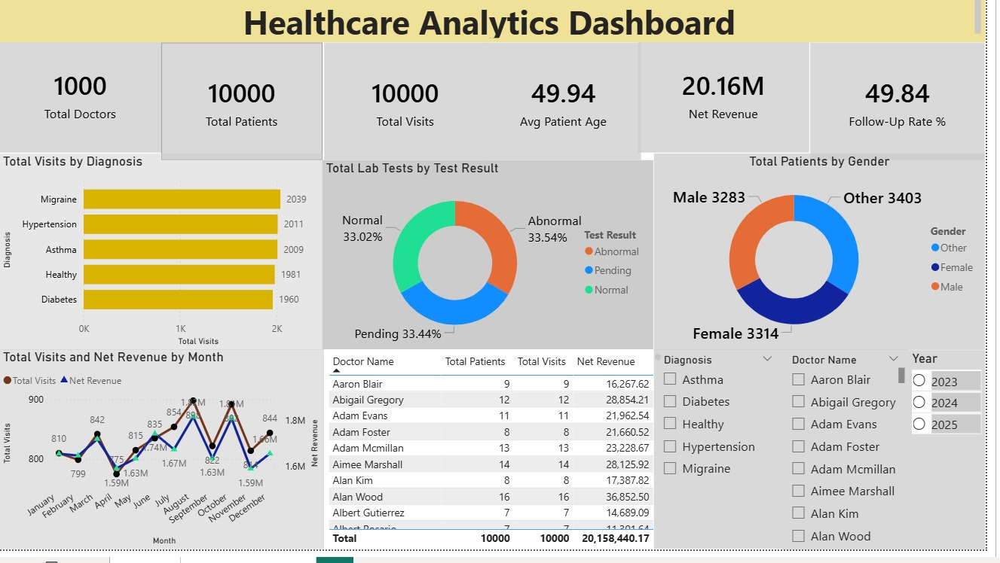 Healthcare Analytics Dashboard
1000
Total Doctors
10000
Total Patients
10000
Total Visits
49.94
Avg Patient Age
20.16M
Net Revenue
49.84
Follow-Up Rate %
Total Visits by Diagnosis
Diagnosis
Migraine 2039
Hypertension 2011
Asthma 2009
Healthy 1981
Diabetes 1960
0K 1K 2K
Total Visits
Total Lab Tests by Test Result
Normal
33.02%
Abnormal
33.54%
Pending 33.44%
Test Result
Abnormal
Pending
Normal
Total Patients by Gender
Male 3283
Other 3403
Female 3314
Gender
Other
Female
Male
Total Visits and Net Revenue by Month
Total Visits Net Revenue
Total Visits
900
800
810
799
842
775
1.59M
815
1.63M
835
1.74M
854
1.67M
898
822
1.63M
892
814
1.59M
844
1.66M
1.8M
1.6M
Net Revenue
January February March April May June July August September October November December
Month
Doctor Name Total Patients Total Visits Net Revenue
Aaron Blair 9 9 16,267.62
Abigail Gregory 12 12 28,854.21
Adam Evans 11 11 21,962.54
Adam Foster 8 8 21,660.52
Adam Mcmillan 13 13 23,228.67
Aimee Marshall 14 14 28,125.92
Alan Kim 8 8 17,387.82
Alan Wood 16 16 36,852.50
Albert Gutierrez 7 7 14,689.09
Albert Rosario 7 7 11,301.64
Total 10000 10000 20,158,440.17
Diagnosis
Asthma
Diabetes
Healthy
Hypertension
Migraine
Doctor Name
Aaron Blair
Abigail Gregory
Adam Evans
Adam Foster
Adam Mcmillan
Aimee Marshall
Alan Kim
Alan Wood
Year
2023
2024
2025